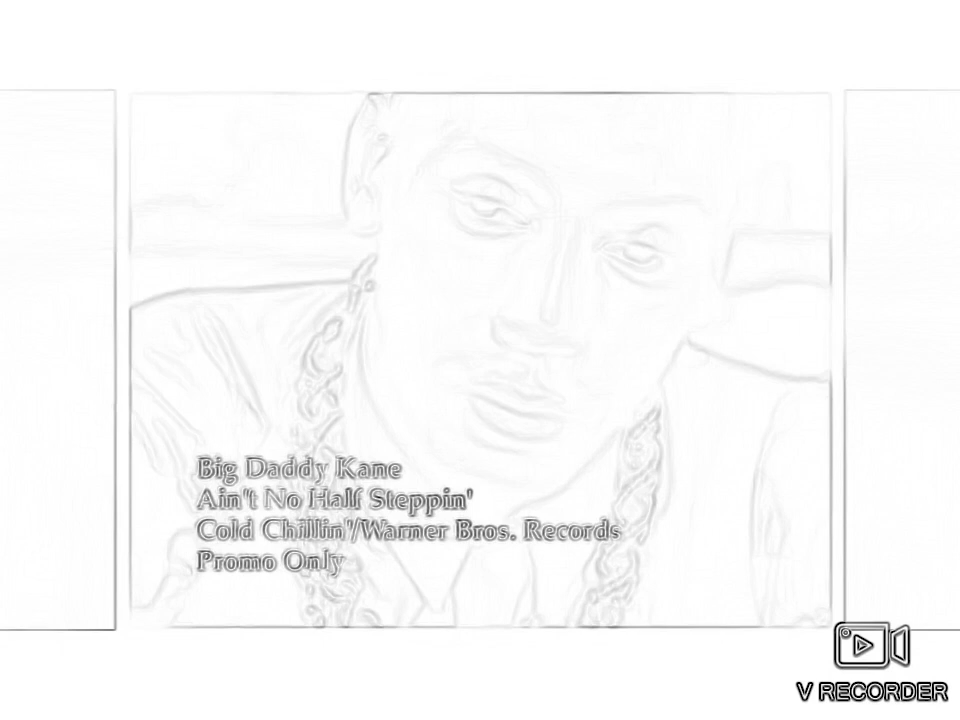 Big Daddy Kane
Ain't No Half Steppin'
Cold Chillin'/Warner Bros. Records
Promo Only
V RECORDER